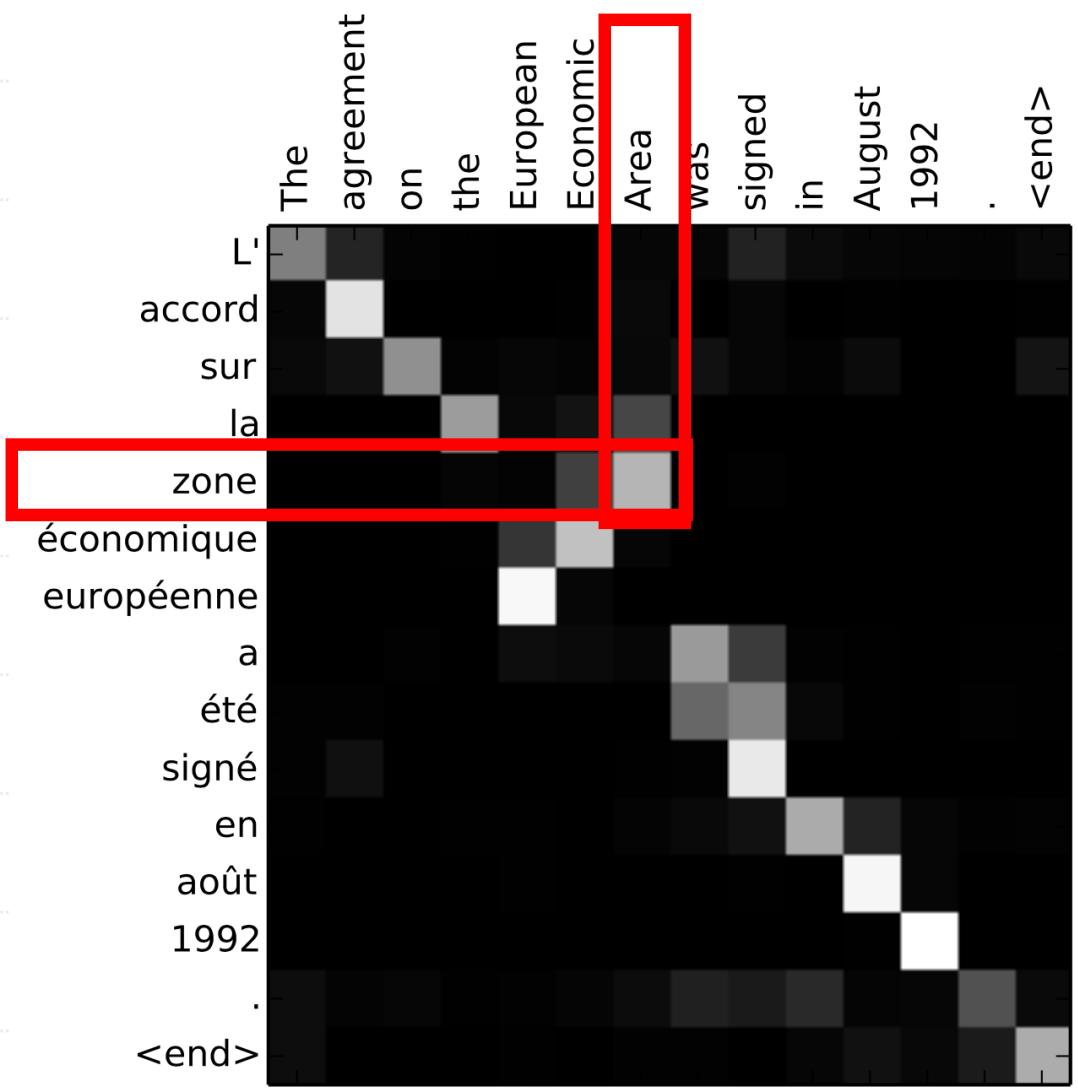 The agreement on the European Economic Area was signed in August 1992 . <end>
L'
accord
sur
la
zone
économique
européenne
a
été
signé
en
août
1992
.
<end>